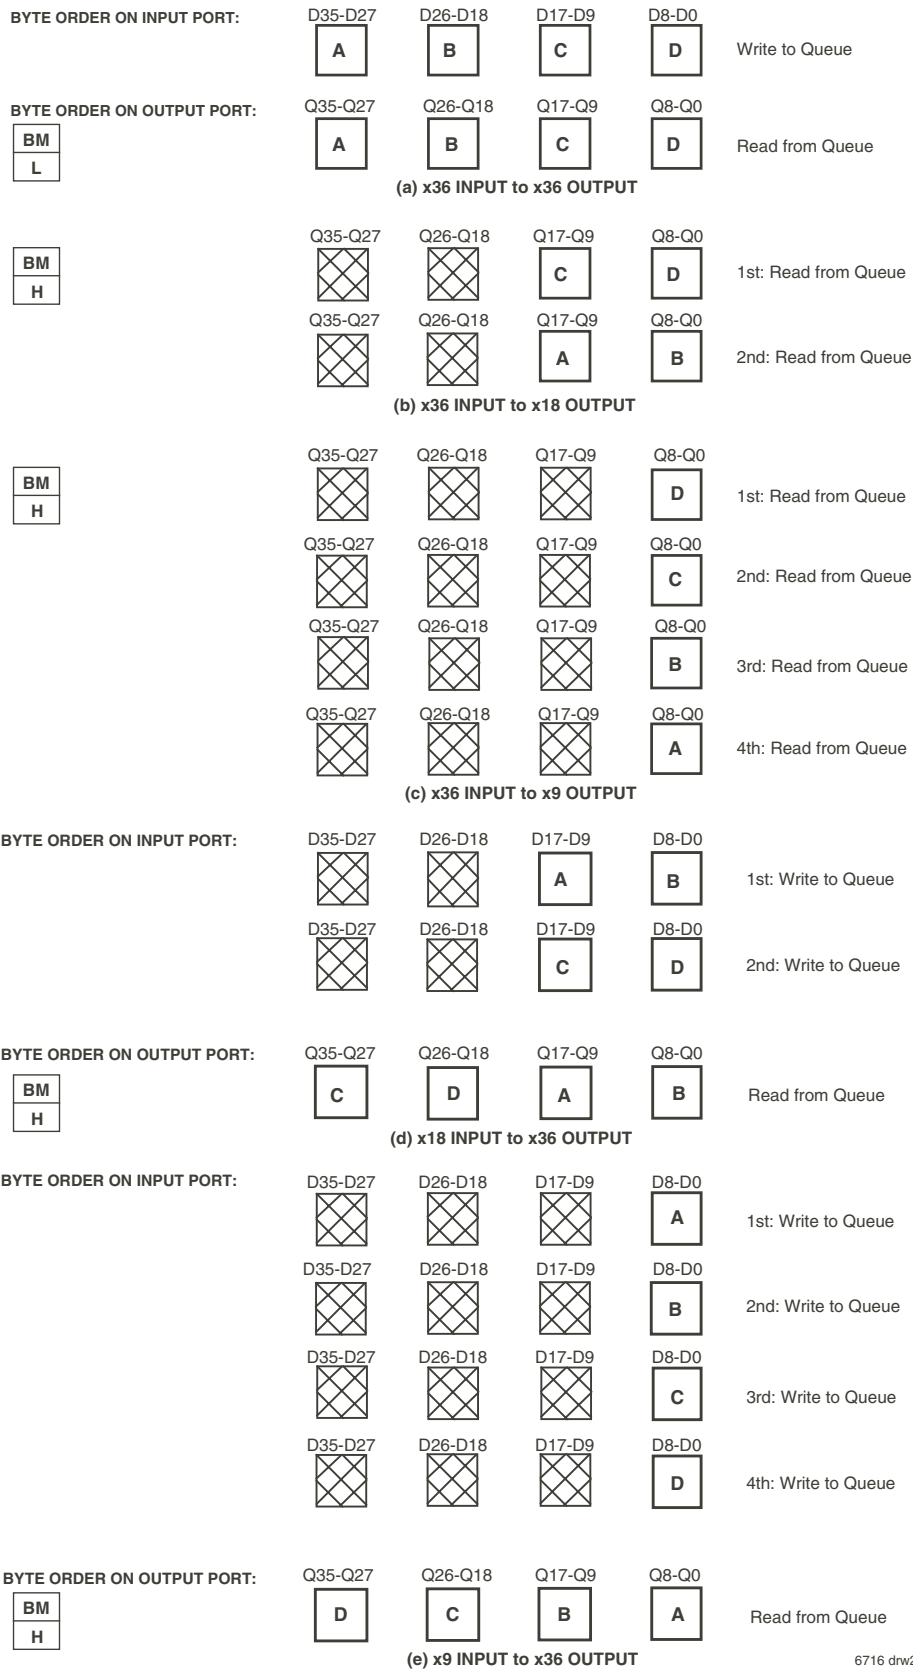 BYTE ORDER ON INPUT PORT: D35-D27 D26-D18 D17-D9 D8-D0
A B C D Write to Queue
BYTE ORDER ON OUTPUT PORT: Q35-Q27 Q26-Q18 Q17-Q9 Q8-Q0
BM
L
A B C D Read from Queue
(a) x36 INPUT to x36 OUTPUT
Q35-Q27 Q26-Q18 Q17-Q9 Q8-Q0
BM
H
C D 1st: Read from Queue
Q35-Q27 Q26-Q18 Q17-Q9 Q8-Q0
A B 2nd: Read from Queue
(b) x36 INPUT to x18 OUTPUT
Q35-Q27 Q26-Q18 Q17-Q9 Q8-Q0
BM
H
D 1st: Read from Queue
Q35-Q27 Q26-Q18 Q17-Q9 Q8-Q0
C 2nd: Read from Queue
Q35-Q27 Q26-Q18 Q17-Q9 Q8-Q0
B 3rd: Read from Queue
Q35-Q27 Q26-Q18 Q17-Q9 Q8-Q0
A 4th: Read from Queue
(c) x36 INPUT to x9 OUTPUT
BYTE ORDER ON INPUT PORT: D35-D27 D26-D18 D17-D9 D8-D0
A B 1st: Write to Queue
D35-D27 D26-D18 D17-D9 D8-D0
C D 2nd: Write to Queue
BYTE ORDER ON OUTPUT PORT: Q35-Q27 Q26-Q18 Q17-Q9 Q8-Q0
BM
H
C D A B Read from Queue
(d) x18 INPUT to x36 OUTPUT
BYTE ORDER ON INPUT PORT: D35-D27 D26-D18 D17-D9 D8-D0
A 1st: Write to Queue
D35-D27 D26-D18 D17-D9 D8-D0
B 2nd: Write to Queue
D35-D27 D26-D18 D17-D9 D8-D0
C 3rd: Write to Queue
D35-D27 D26-D18 D17-D9 D8-D0
D 4th: Write to Queue
BYTE ORDER ON OUTPUT PORT: Q35-Q27 Q26-Q18 Q17-Q9 Q8-Q0
BM
H
D C B A Read from Queue
(e) x9 INPUT to x36 OUTPUT
6716